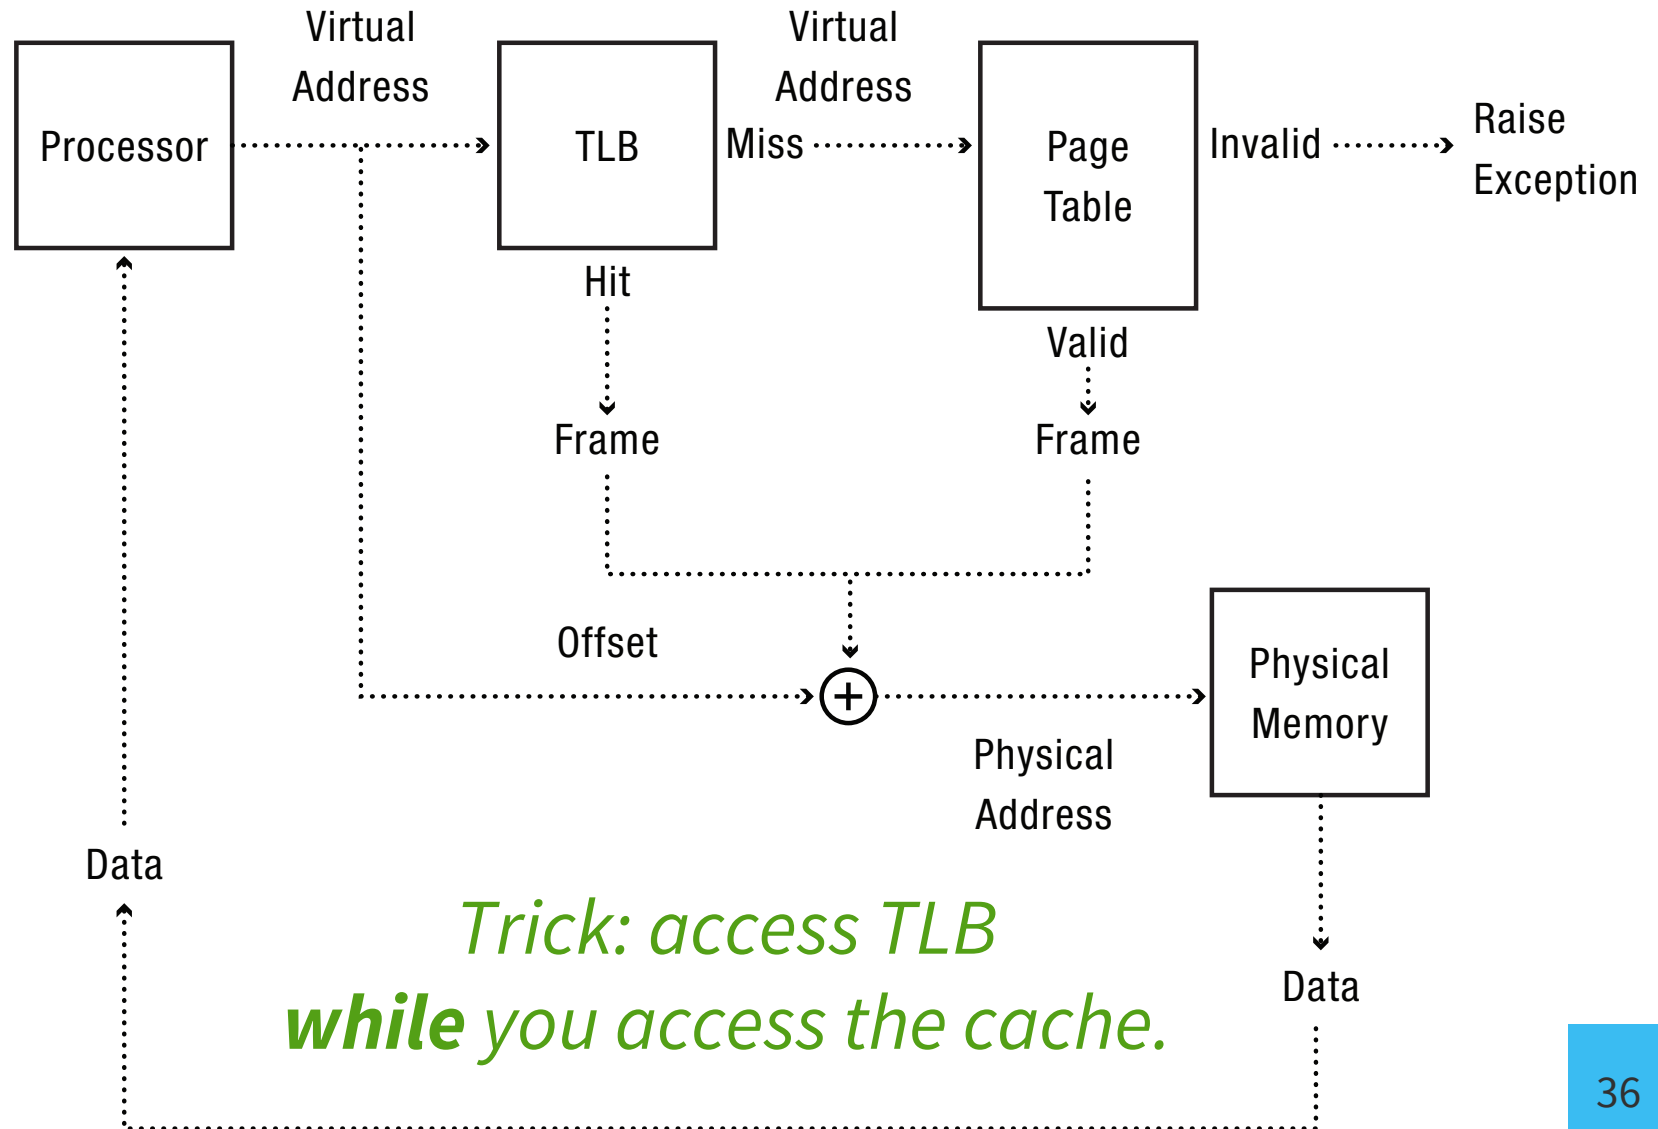 Virtual
Address
Virtual
Address
Processor
TLB
Miss
Page
Table
Invalid
Raise
Exception
Hit
Valid
Frame
Frame
Offset
+
Physical
Memory
Physical
Address
Data
Data
Trick: access TLB
while you access the cache.
36